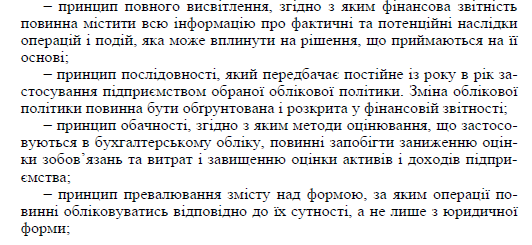 – принцип повного висвітлення, згідно з яким фінансова звітність
повинна містити всю інформацію про фактичні та потенційні наслідки
операцій і подій, яка може вплинути на рішення, що приймаються на її
основі;
– принцип послідовності, який передбачає постійне із року в рік за-
стосування підприємством обраної облікової політики. Зміна облікової
політики повинна бути обґрунтована і розкрита у фінансовій звітності;
– принцип обачності, згідно з яким методи оцінювання, що застосо-
вуються в бухгалтерському обліку, повинні запобігти заниженню оцін-
ки зобов’язань та витрат і завищенню оцінки активів і доходів підпри-
ємства;
– принцип превалювання змісту над формою, за яким операції по-
винні обліковуватись відповідно до їх сутності, а не лише з юридичної
форми;